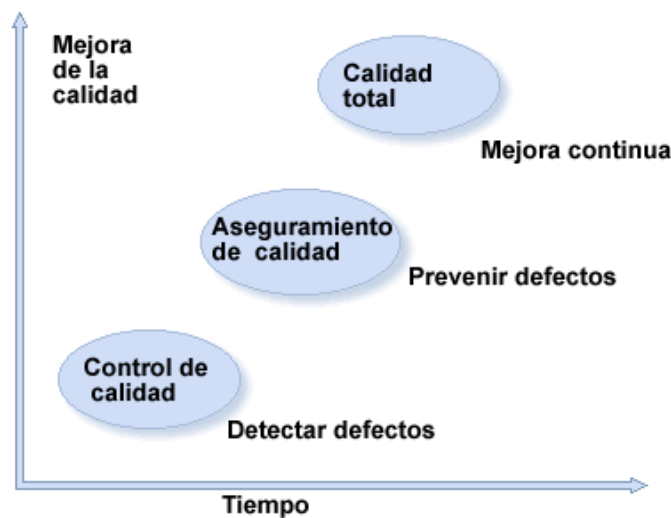 Mejora
de la
calidad
Calidad
total
Mejora continua
Aseguramiento
de calidad
Prevenir defectos
Control de
calidad
Detectar defectos
Tiempo